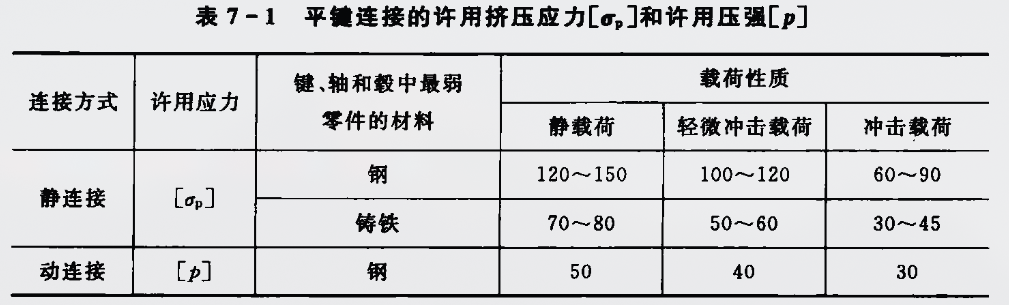 表 7-1 平键连接的许用挤压应力[σp]和许用压强[p]
连接方式 许用应力 键、轴和毂中最弱零件的材料 载荷性质
静载荷 轻微冲击载荷 冲击载荷
静连接 [σp] 钢 120～150 100～120 60～90
铸铁 70～80 50～60 30～45
动连接 [p] 钢 50 40 30